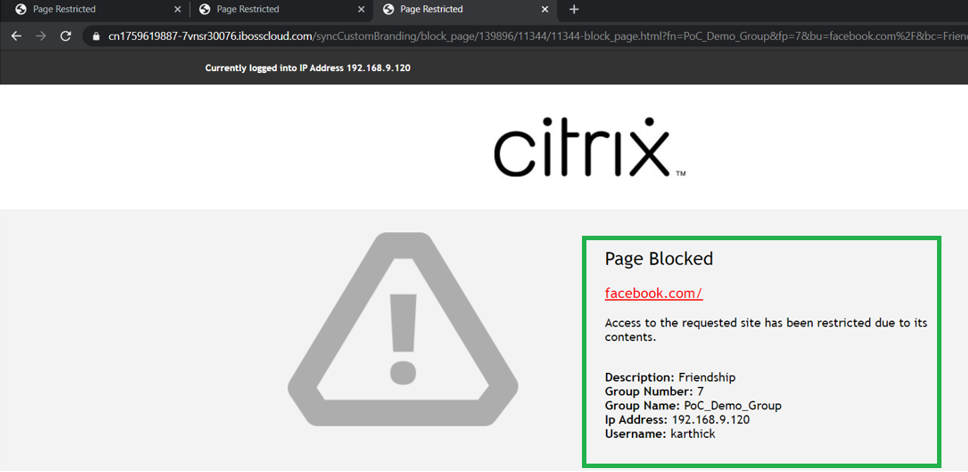 Page Restricted
Page Restricted
Page Restricted
cn1759619887-7vnsr30076.ibosscloud.com/syncCustomBranding/block_page/139896/11344/11344-block_page.html?fn=PoC_Demo_Group&fp=7&bu=facebook.com%2F&bc=Frien
Currently logged into IP Address 192.168.9.120
citrix™
Page Blocked
facebook.com/
Access to the requested site has been restricted due to its
contents.
Description: Friendship
Group Number: 7
Group Name: PoC_Demo_Group
Ip Address: 192.168.9.120
Username: karthick